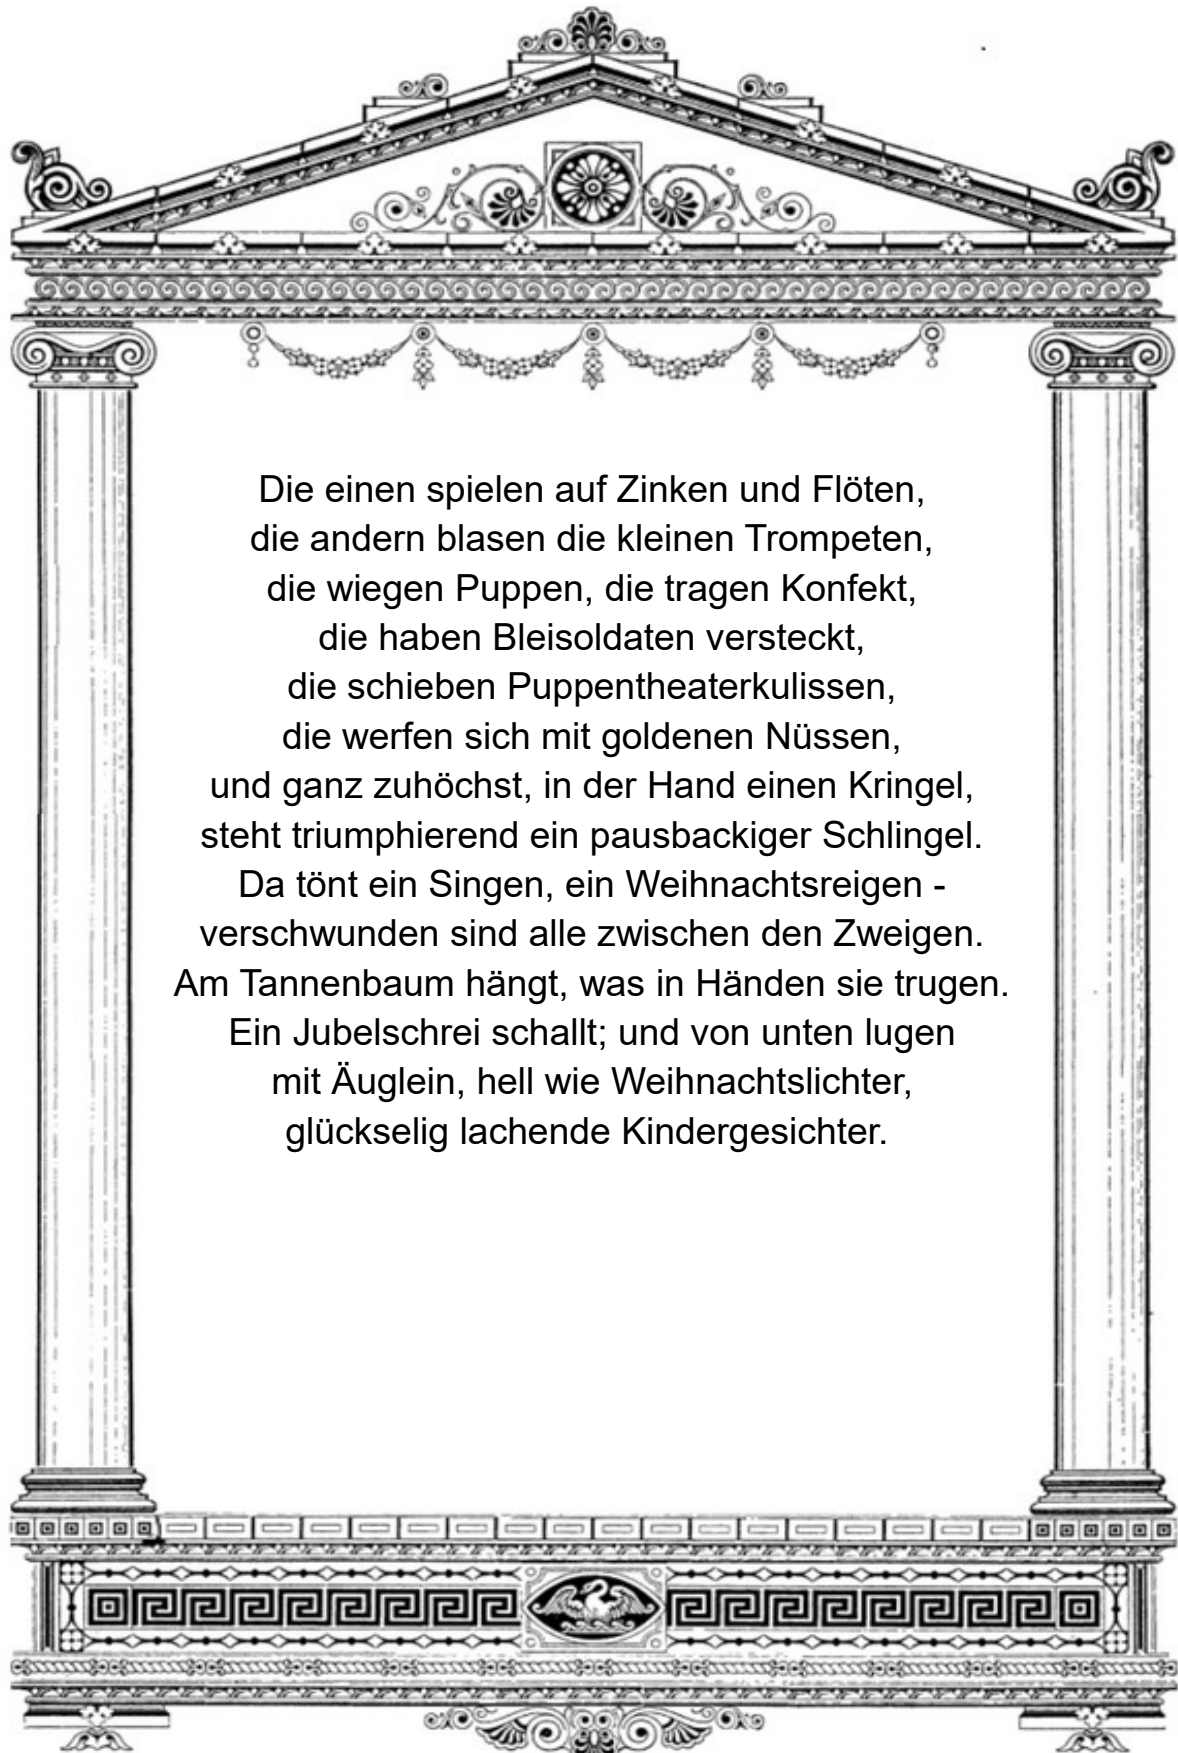 Die einen spielen auf Zinken und Flöten,
die andern blasen die kleinen Trompeten,
die wiegen Puppen, die tragen Konfekt,
die haben Bleisoldaten versteckt,
die schieben Puppentheaterkulissen,
die werfen sich mit goldenen Nüssen,
und ganz zuhöchst, in der Hand einen Kringel,
steht triumphierend ein pausbackiger Schlingel.
Da tönt ein Singen, ein Weihnachtsreigen -
verschwunden sind alle zwischen den Zweigen.
Am Tannenbaum hängt, was in Händen sie trugen.
Ein Jubelschrei schallt; und von unten lugen
mit Äuglein, hell wie Weihnachtslichter,
glückselig lachende Kindergesichter.